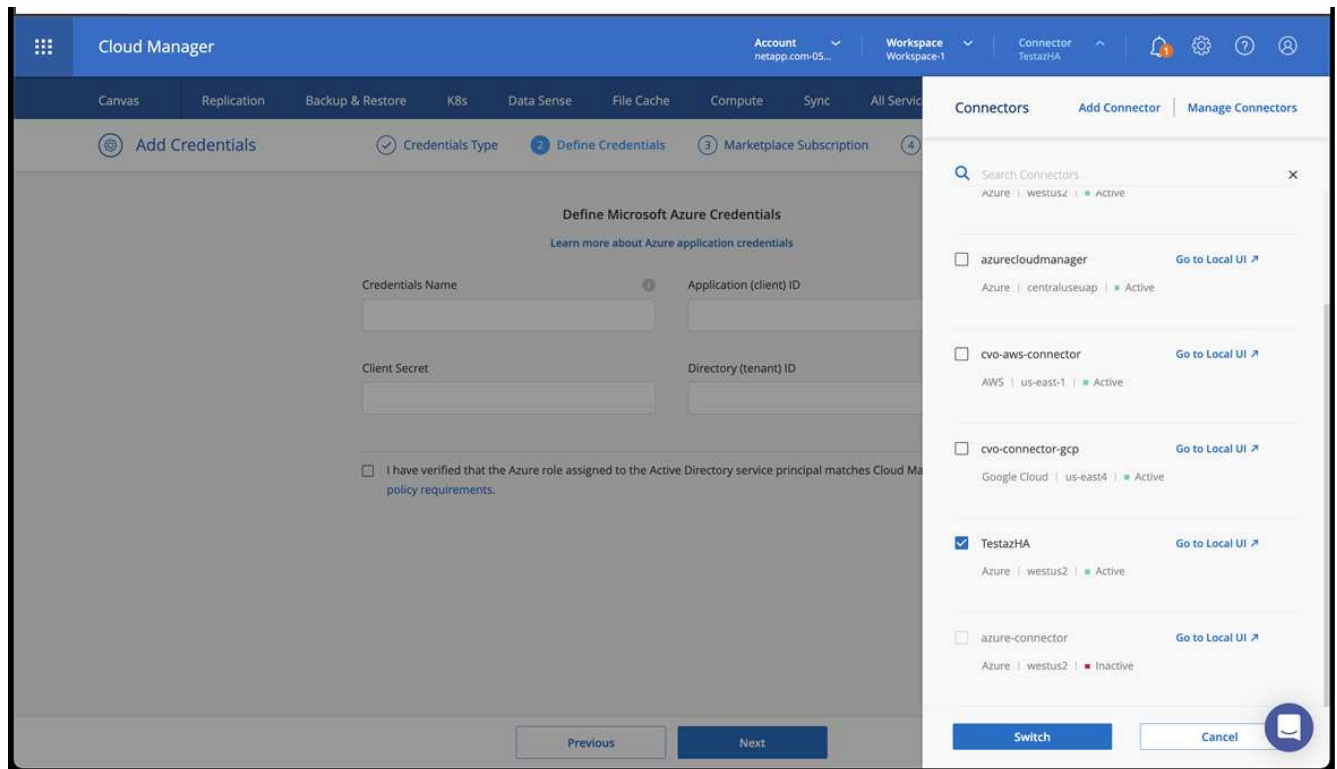 Cloud Manager
Account
netapp.com-05...
Workspace
Workspace-1
Connector
TestazHA
1
Canvas Replication Backup & Restore K8s Data Sense File Cache Compute Sync All Servic
Add Credentials
Credentials Type
2 Define Credentials
3 Marketplace Subscription
4
Define Microsoft Azure Credentials
Learn more about Azure application credentials
Credentials Name
Application (client) ID
Client Secret
Directory (tenant) ID
I have verified that the Azure role assigned to the Active Directory service principal matches Cloud Ma
policy requirements.
Previous
Next
Connectors
Add Connector | Manage Connectors
Search Connectors
Azure | westus2 | Active
azurecloudmanager Go to Local UI
Azure | centraluseuap | Active
cvo-aws-connector Go to Local UI
AWS | us-east-1 | Active
cvo-connector-gcp Go to Local UI
Google Cloud | us-east4 | Active
TestazHA Go to Local UI
Azure | westus2 | Active
azure-connector Go to Local UI
Azure | westus2 | Inactive
Switch
Cancel